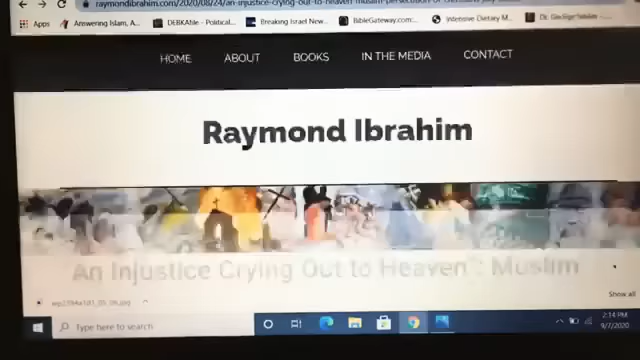 raymondibrahim.com/2020/08/24/an-injustice-crying-out-to-heaven-muslim-persecution-of-christians-july
Apps Answering Islam, A... DEBKAfile - Political... Breaking Israel New... BibleGateway.com:... Intensive Dietary M...
HOME ABOUT BOOKS IN THE MEDIA CONTACT
Raymond Ibrahim
An Injustice Crying Out to Heaven": Muslim
Show all
Type here to search
2:14 PM
9/7/2020